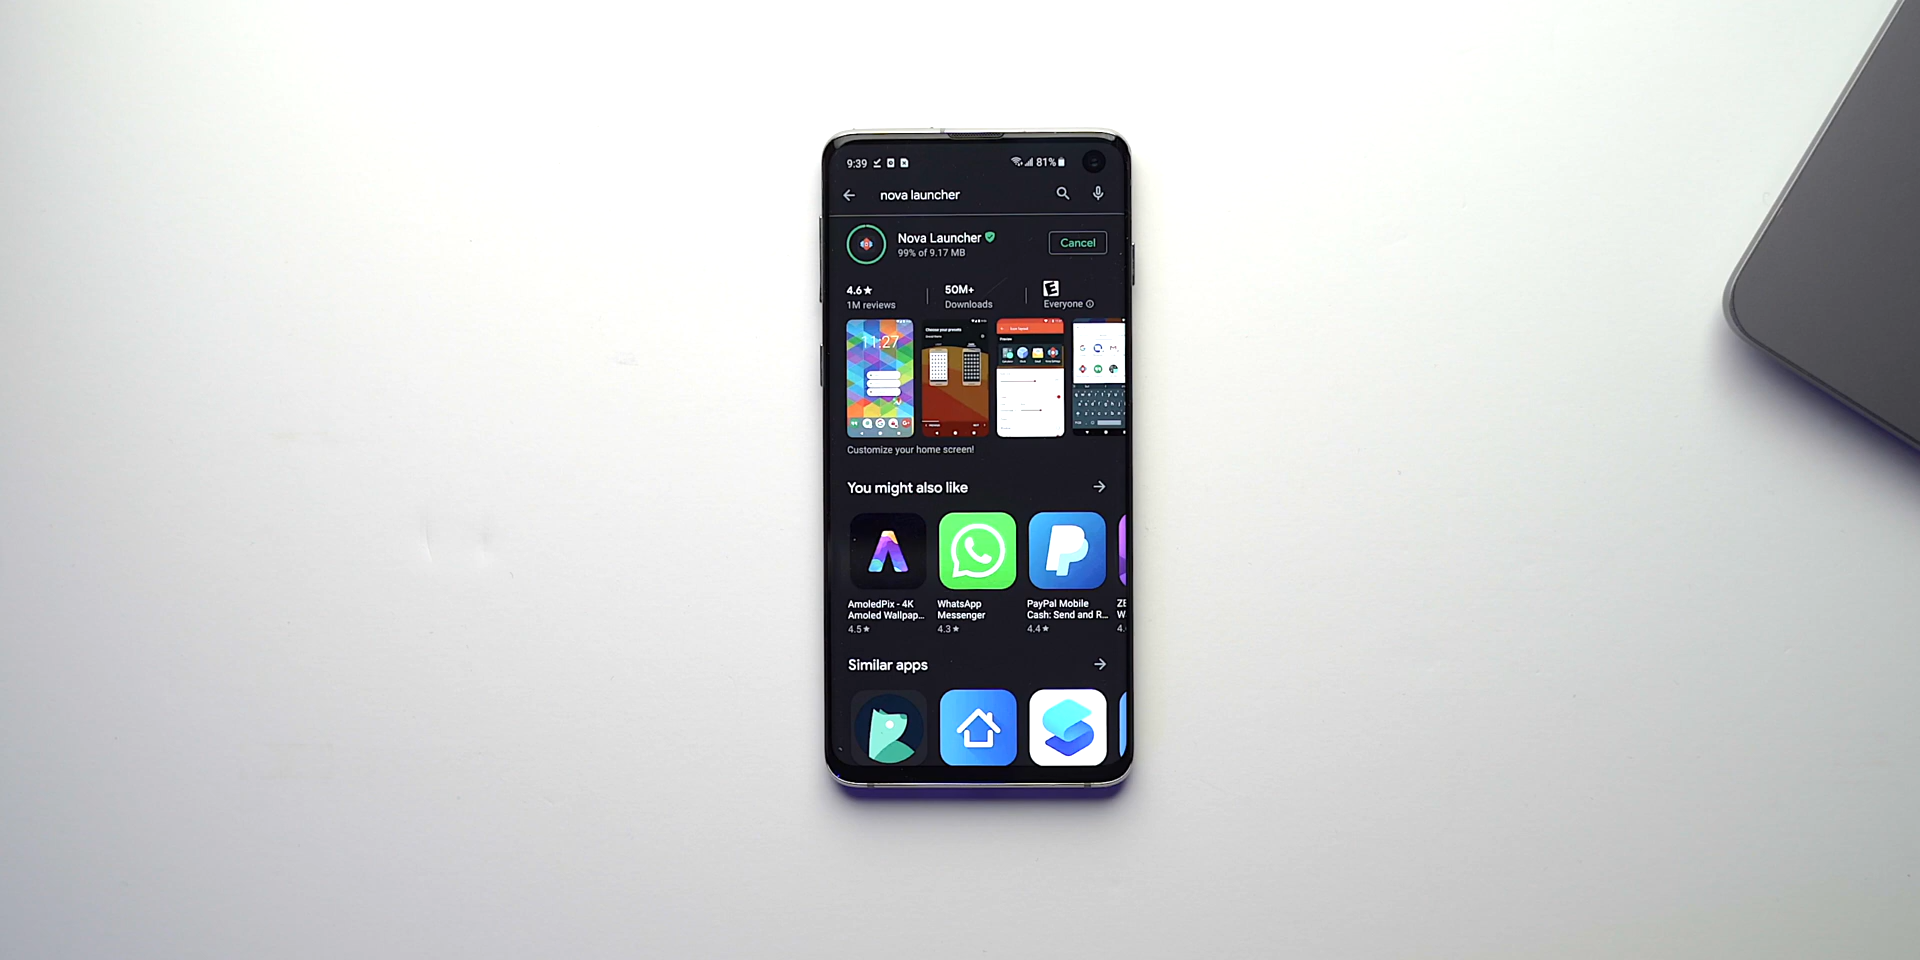 9:39
81%
nova launcher
Nova Launcher
99% of 9.17 MB
Cancel
4.6★
1M reviews
50M+
Downloads
E
Everyone
11:27
Customize your home screen!
You might also like
AmoledPix - 4K
Amoled Wallpap...
4.5★
WhatsApp
Messenger
4.3★
PayPal Mobile
Cash: Send and R...
4.4★
Similar apps